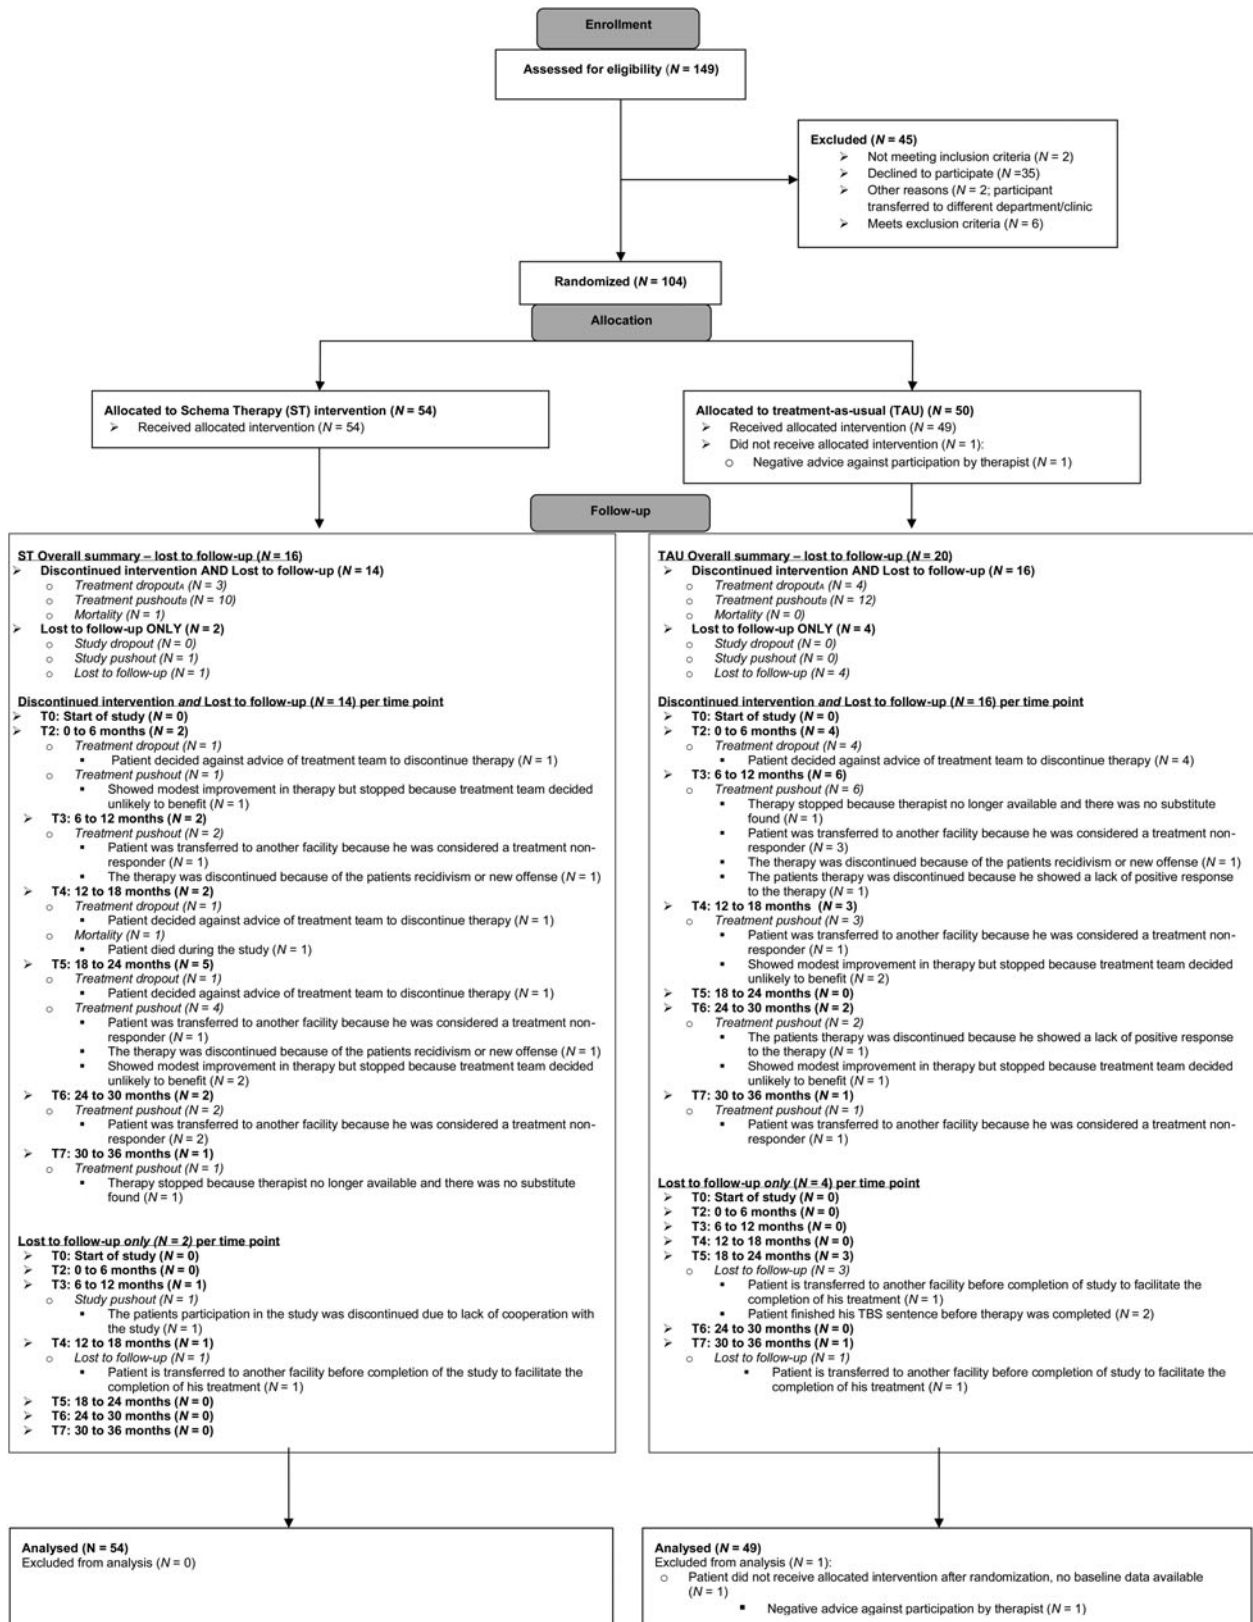 Enrollment
Assessed for eligibility (N = 149)
Excluded (N = 45)
➢ Not meeting inclusion criteria (N = 2)
➢ Declined to participate (N =35)
➢ Other reasons (N = 2; participant
transferred to different department/clinic
➢ Meets exclusion criteria (N = 6)
Randomized (N = 104)
Allocation
Allocated to Schema Therapy (ST) intervention (N = 54)
➢ Received allocated intervention (N = 54)
Allocated to treatment-as-usual (TAU) (N = 50)
➢ Received allocated intervention (N = 49)
➢ Did not receive allocated intervention (N = 1):
o Negative advice against participation by therapist (N = 1)
Follow-up
ST Overall summary – lost to follow-up (N = 16)
➢ Discontinued intervention AND Lost to follow-up (N = 14)
o Treatment dropoutA (N = 3)
o Treatment pushoutB (N = 10)
o Mortality (N = 1)
➢ Lost to follow-up ONLY (N = 2)
o Study dropout (N = 0)
o Study pushout (N = 1)
o Lost to follow-up (N = 1)
Discontinued intervention and Lost to follow-up (N = 14) per time point
➢ T0: Start of study (N = 0)
➢ T2: 0 to 6 months (N = 2)
o Treatment dropout (N = 1)
▪ Patient decided against advice of treatment team to discontinue therapy (N = 1)
o Treatment pushout (N = 1)
▪ Showed modest improvement in therapy but stopped because treatment team decided
unlikely to benefit (N = 1)
➢ T3: 6 to 12 months (N = 2)
o Treatment pushout (N = 2)
▪ Patient was transferred to another facility because he was considered a treatment non-
responder (N = 1)
▪ The therapy was discontinued because of the patients recidivism or new offense (N = 1)
➢ T4: 12 to 18 months (N = 2)
o Treatment dropout (N = 1)
▪ Patient decided against advice of treatment team to discontinue therapy (N = 1)
o Mortality (N = 1)
▪ Patient died during the study (N = 1)
➢ T5: 18 to 24 months (N = 5)
o Treatment dropout (N = 1)
▪ Patient decided against advice of treatment team to discontinue therapy (N = 1)
o Treatment pushout (N = 4)
▪ Patient was transferred to another facility because he was considered a treatment non-
responder (N = 1)
▪ The therapy was discontinued because of the patients recidivism or new offense (N = 1)
▪ Showed modest improvement in therapy but stopped because treatment team decided
unlikely to benefit (N = 2)
➢ T6: 24 to 30 months (N = 2)
o Treatment pushout (N = 2)
▪ Patient was transferred to another facility because he was considered a treatment non-
responder (N = 2)
➢ T7: 30 to 36 months (N = 1)
o Treatment pushout (N = 1)
▪ Therapy stopped because therapist no longer available and there was no substitute
found (N = 1)
Lost to follow-up only (N = 2) per time point
➢ T0: Start of study (N = 0)
➢ T2: 0 to 6 months (N = 0)
➢ T3: 6 to 12 months (N = 1)
o Study pushout (N = 1)
▪ The patients participation in the study was discontinued due to lack of cooperation with
the study (N = 1)
➢ T4: 12 to 18 months (N = 1)
o Lost to follow-up (N = 1)
▪ Patient is transferred to another facility before completion of the study to facilitate the
completion of his treatment (N = 1)
➢ T5: 18 to 24 months (N = 0)
➢ T6: 24 to 30 months (N = 0)
➢ T7: 30 to 36 months (N = 0)
TAU Overall summary – lost to follow-up (N = 20)
➢ Discontinued intervention AND Lost to follow-up (N = 16)
o Treatment dropoutA (N = 4)
o Treatment pushoutB (N = 12)
o Mortality (N = 0)
➢ Lost to follow-up ONLY (N = 4)
o Study dropout (N = 0)
o Study pushout (N = 0)
o Lost to follow-up (N = 4)
Discontinued intervention and Lost to follow-up (N = 16) per time point
➢ T0: Start of study (N = 0)
➢ T2: 0 to 6 months (N = 4)
o Treatment dropout (N = 4)
▪ Patient decided against advice of treatment team to discontinue therapy (N = 4)
➢ T3: 6 to 12 months (N = 6)
o Treatment pushout (N = 6)
▪ Therapy stopped because therapist no longer available and there was no substitute
found (N = 1)
▪ Patient was transferred to another facility because he was considered a treatment non-
responder (N = 3)
▪ The therapy was discontinued because of the patients recidivism or new offense (N = 1)
▪ The patients therapy was discontinued because he showed a lack of positive response
to the therapy (N = 1)
➢ T4: 12 to 18 months (N = 3)
o Treatment pushout (N = 3)
▪ Patient was transferred to another facility because he was considered a treatment non-
responder (N = 1)
▪ Showed modest improvement in therapy but stopped because treatment team decided
unlikely to benefit (N = 2)
➢ T5: 18 to 24 months (N = 0)
➢ T6: 24 to 30 months (N = 2)
o Treatment pushout (N = 2)
▪ The patients therapy was discontinued because he showed a lack of positive response
to the therapy (N = 1)
▪ Showed modest improvement in therapy but stopped because treatment team decided
unlikely to benefit (N = 1)
➢ T7: 30 to 36 months (N = 1)
o Treatment pushout (N = 1)
▪ Patient was transferred to another facility because he was considered a treatment non-
responder (N = 1)
Lost to follow-up only (N = 4) per time point
➢ T0: Start of study (N = 0)
➢ T2: 0 to 6 months (N = 0)
➢ T3: 6 to 12 months (N = 0)
➢ T4: 12 to 18 months (N = 0)
➢ T5: 18 to 24 months (N = 3)
o Lost to follow-up (N = 3)
▪ Patient is transferred to another facility before completion of study to facilitate the
completion of his treatment (N = 1)
▪ Patient finished his TBS sentence before therapy was completed (N = 2)
➢ T6: 24 to 30 months (N = 0)
➢ T7: 30 to 36 months (N = 1)
o Lost to follow-up (N = 1)
▪ Patient is transferred to another facility before completion of study to facilitate the
completion of his treatment (N = 1)
Analysed (N = 54)
Excluded from analysis (N = 0)
Analysed (N = 49)
Excluded from analysis (N = 1):
o Patient did not receive allocated intervention after randomization, no baseline data available
(N = 1)
▪ Negative advice against participation by therapist (N = 1)